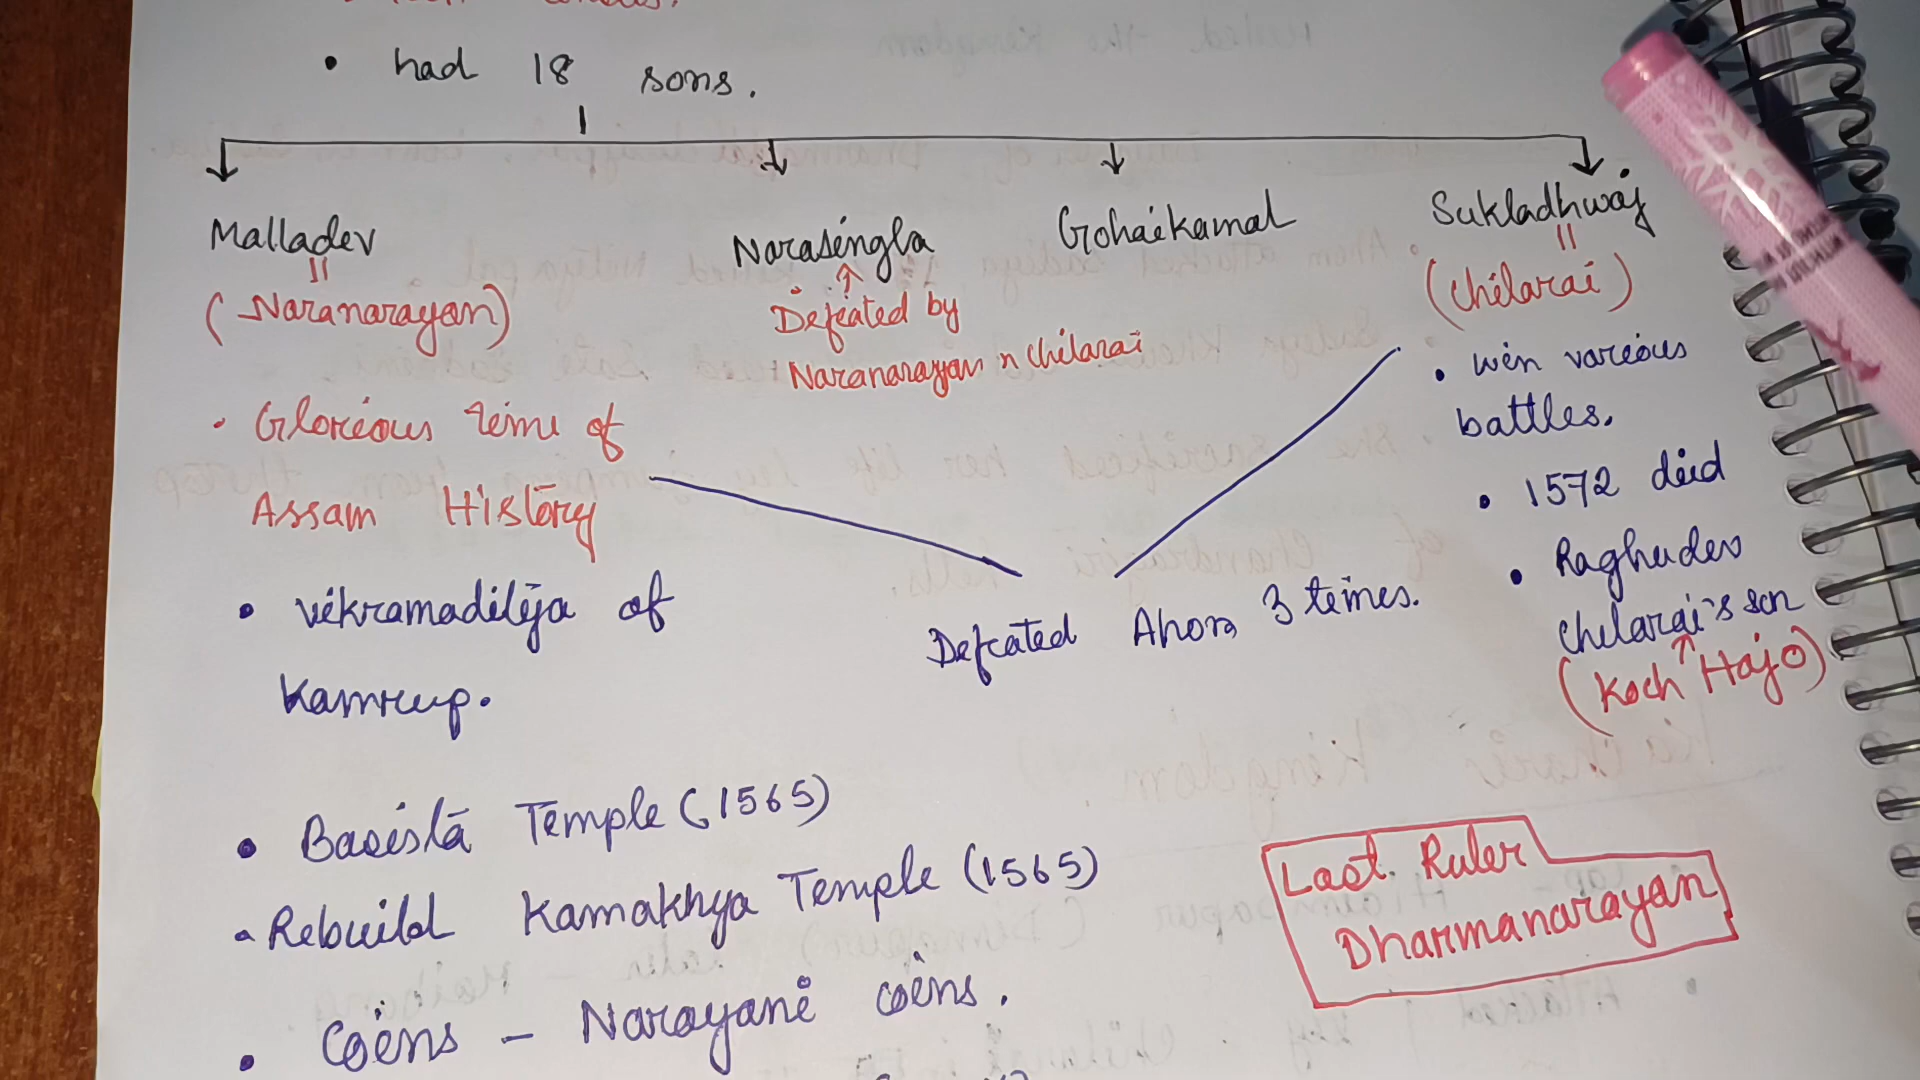 • had 18 sons.
Malladev
Narasingha
Gohaikamal
Sukladhwaj
(Naranarayan)
Defeated by
Naranarayan n chilarai
(Chilarai)
• Glorious time of
Assam History
• win various
battles.
• 1572 died
• Raghudev
chilarai's son
(Koch Hajo)
• vikramaditya of
Kamrup.
Defeated Ahom 3 times.
• Basista Temple (1565)
• Rebuild Kamakhya Temple (1565)
• Coins - Narayani coins.
Last Ruler
Dharmanarayan